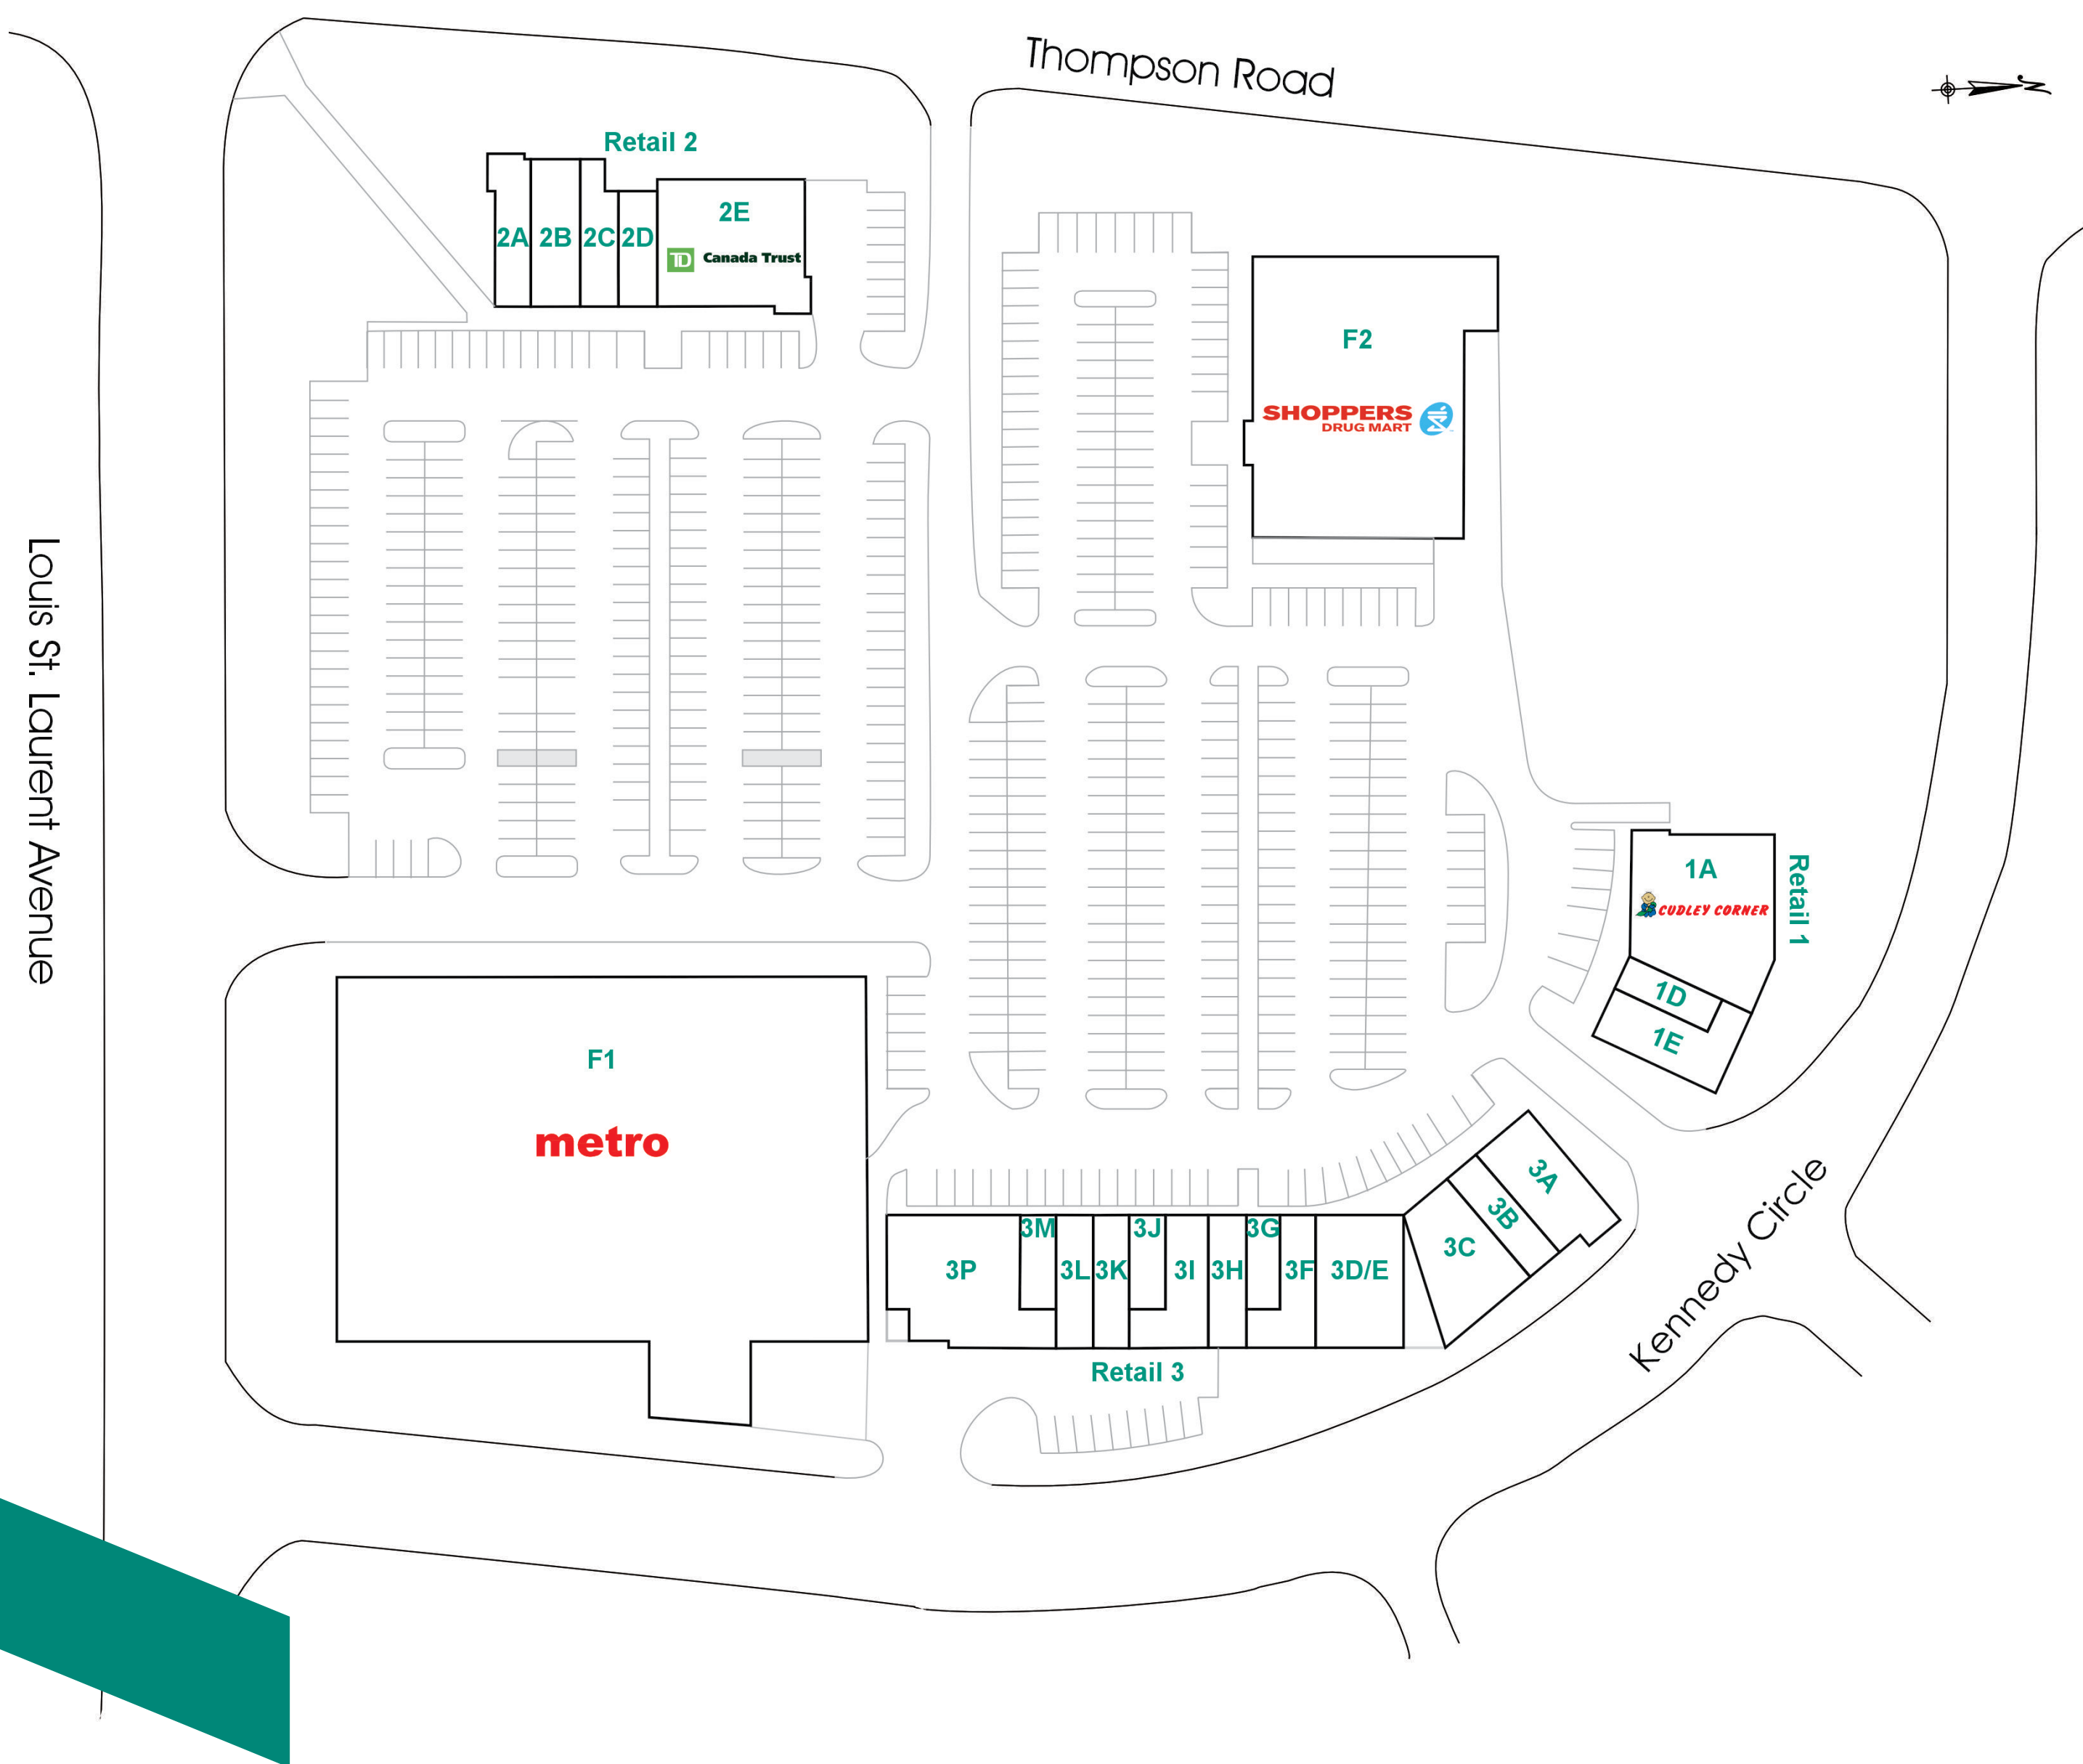 Thompson Road
N
Retail 2
2A
2B
2C
2D
2E
TD Canada Trust
F2
SHOPPERS
DRUG MART
Louis St. Laurent Avenue
1A
CUDLEY CORNER
Retail 1
1D
1E
F1
metro
3A
3B
3C
3P
3M
3L
3K
3J
3I
3H
3G
3F
3D/E
Retail 3
Kennedy Circle